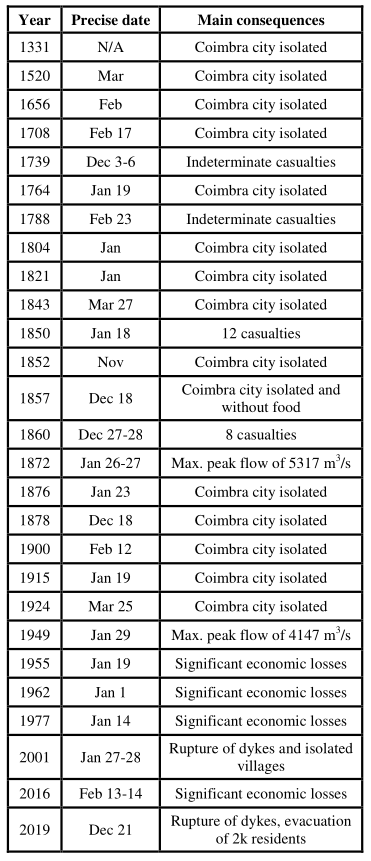 Year Precise date Main consequences
1331 N/A Coimbra city isolated
1520 Mar Coimbra city isolated
1656 Feb Coimbra city isolated
1708 Feb 17 Coimbra city isolated
1739 Dec 3-6 Indeterminate casualties
1764 Jan 19 Coimbra city isolated
1788 Feb 23 Indeterminate casualties
1804 Jan Coimbra city isolated
1821 Jan Coimbra city isolated
1843 Mar 27 Coimbra city isolated
1850 Jan 18 12 casualties
1852 Nov Coimbra city isolated
1857 Dec 18 Coimbra city isolated and
without food
1860 Dec 27-28 8 casualties
1872 Jan 26-27 Max. peak flow of 5317 m³/s
1876 Jan 23 Coimbra city isolated
1878 Dec 18 Coimbra city isolated
1900 Feb 12 Coimbra city isolated
1915 Jan 19 Coimbra city isolated
1924 Mar 25 Coimbra city isolated
1949 Jan 29 Max. peak flow of 4147 m³/s
1955 Jan 19 Significant economic losses
1962 Jan 1 Significant economic losses
1977 Jan 14 Significant economic losses
2001 Jan 27-28 Rupture of dykes and isolated
villages
2016 Feb 13-14 Significant economic losses
2019 Dec 21 Rupture of dykes, evacuation
of 2k residents